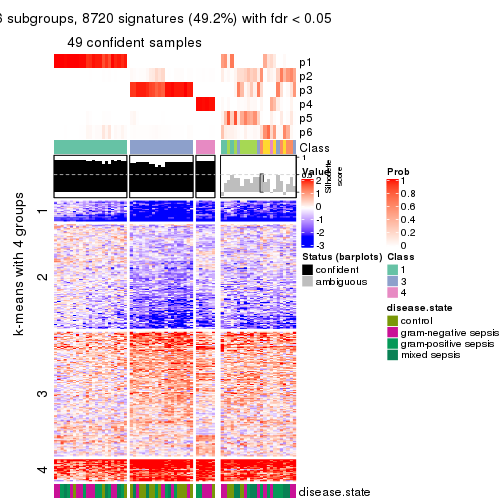 6 subgroups, 8720 signatures (49.2%) with fdr < 0.05
49 confident samples
p1
p2
p3
p4
p5
p6
Class
1
0.5
Silhouette
score
k-means with 4 groups
1
2
3
4
Value
2
1
0
-1
-2
-3
Prob
1
0.8
0.6
0.4
0.2
0
Status (barplots)
confident
ambiguous
Class
1
3
4
disease.state
control
gram-negative sepsis
gram-positive sepsis
mixed sepsis
disease.state